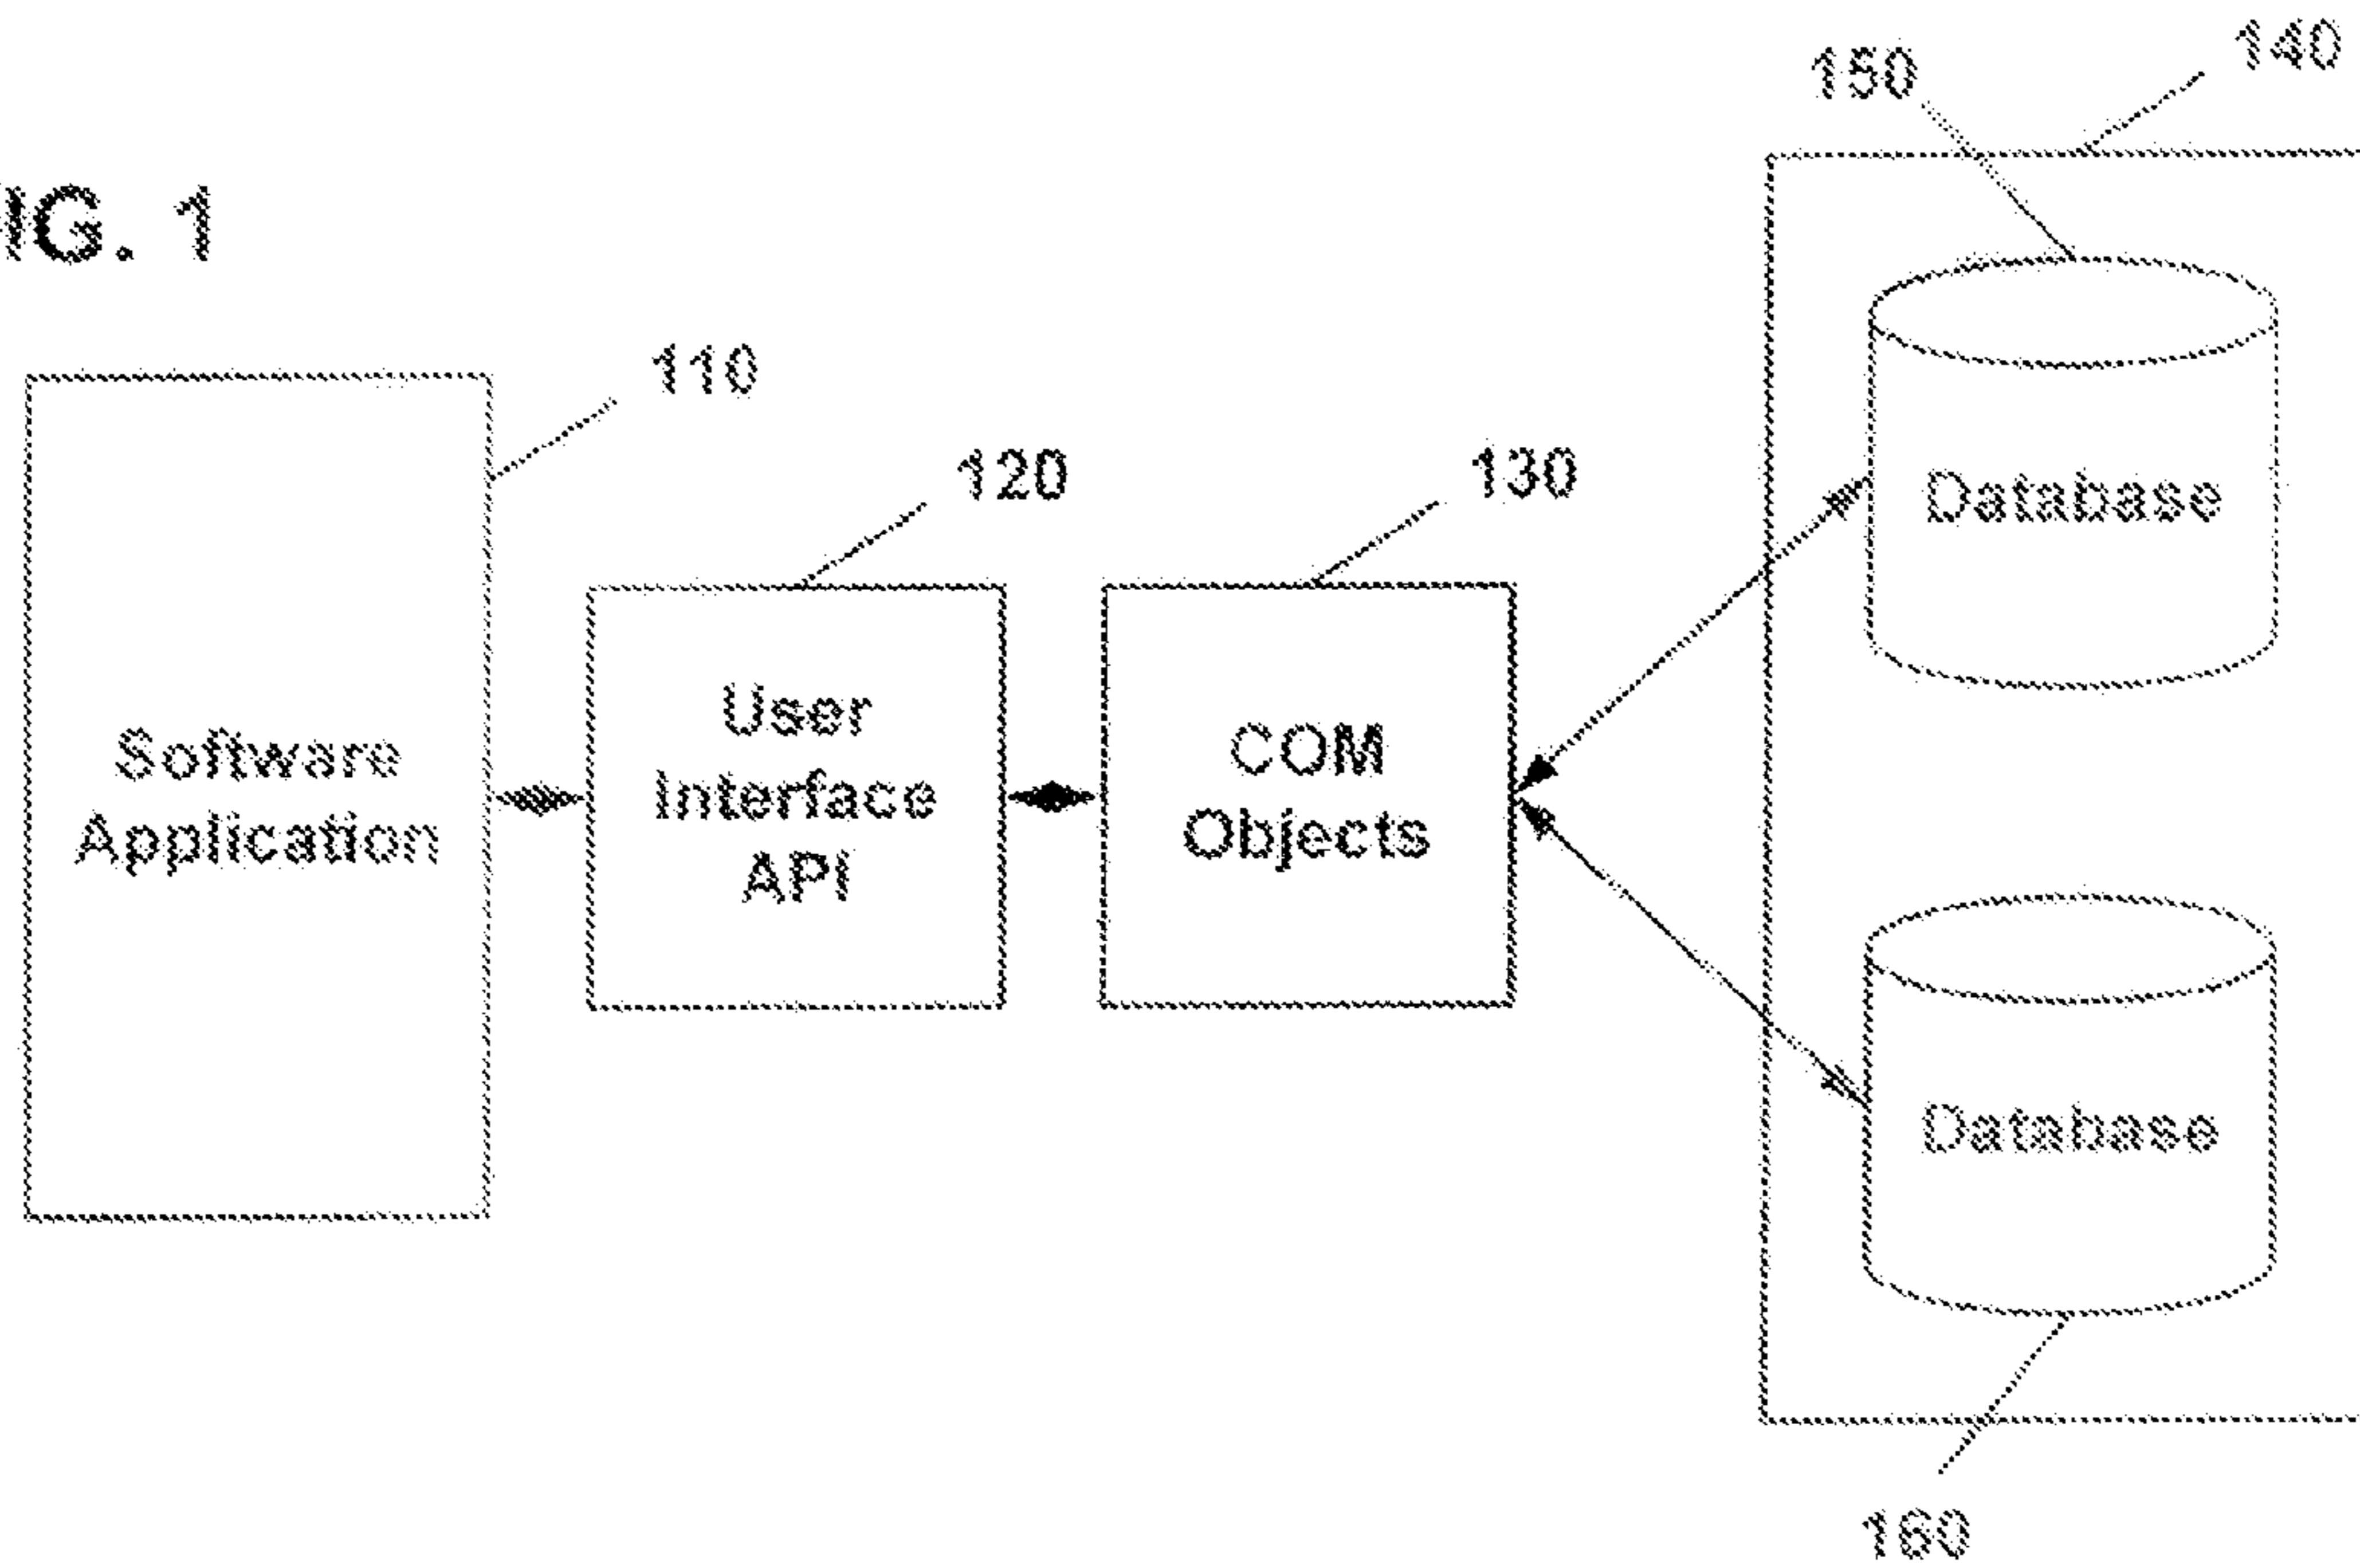 150
140
IG. 1
110
120
130
Database
User
Interface
API
Software
Application
COM
Objects
Database
160